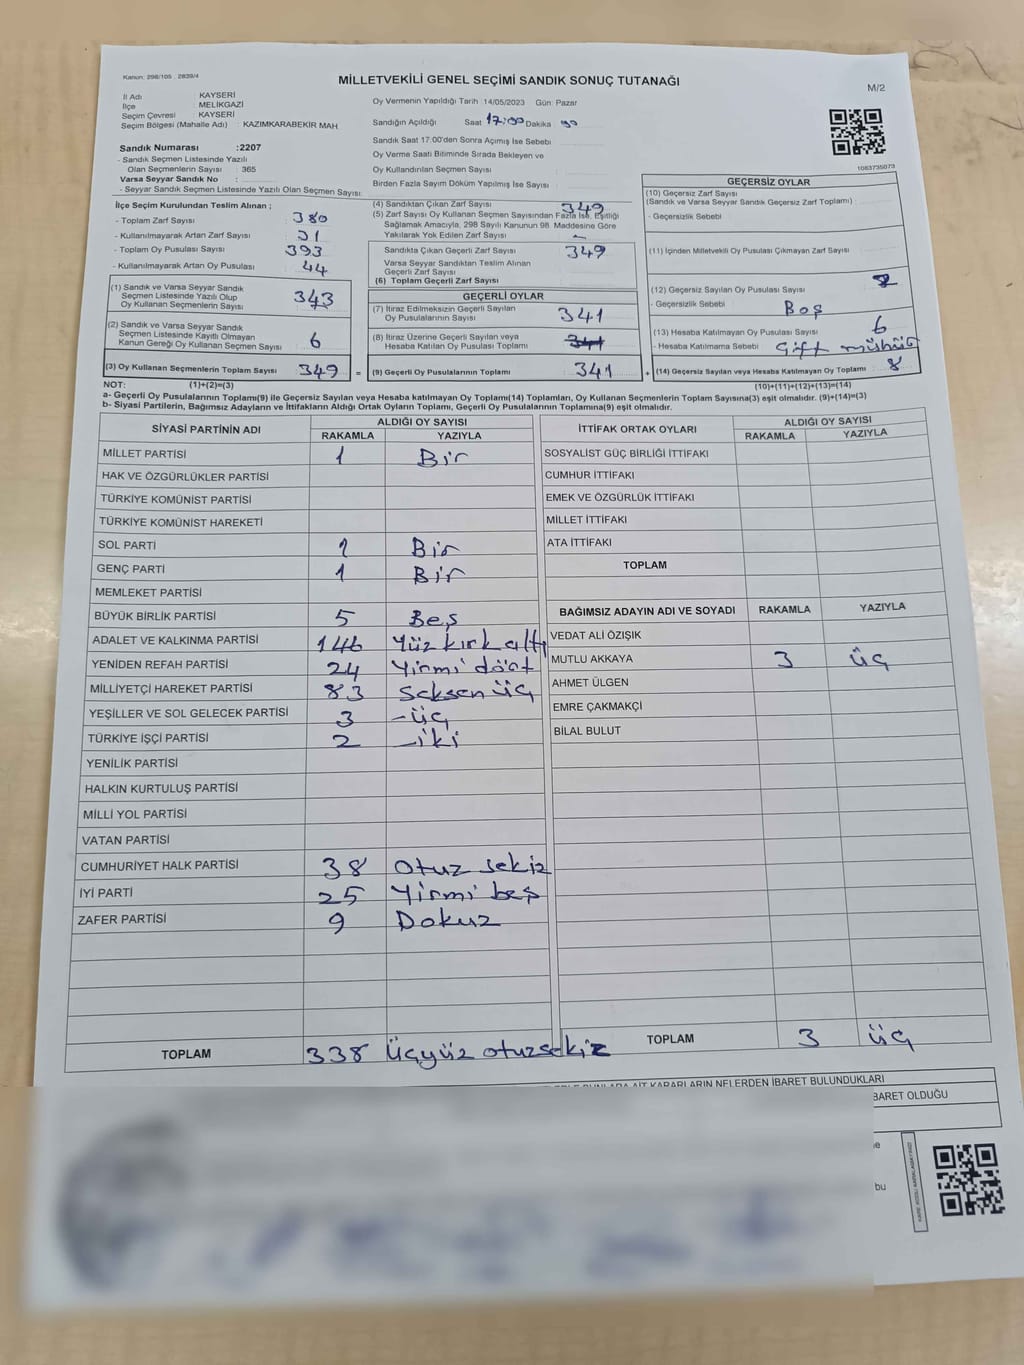 Kanun: 298/105 . 2839/4
MİLLETVEKİLİ GENEL SEÇİMİ SANDIK SONUÇ TUTANAĞI
M/2
İl Adı KAYSERİ
İlçe MELİKGAZİ
Seçim Çevresi KAYSERİ
Seçim Bölgesi (Mahalle Adı) : KAZIMKARABEKİR MAH.
Sandık Numarası :2207
- Sandık Seçmen Listesinde Yazılı
Olan Seçmenlerin Sayısı : 365
Varsa Seyyar Sandık No :
- Seyyar Sandık Seçmen Listesinde Yazılı Olan Seçmen Sayısı:
Oy Vermenin Yapıldığı Tarih :14/05/2023 Gün: Pazar
Sandığın Açıldığı Saat 17:00 Dakika :
Sandık Saat 17.00'den Sonra Açımış İse Sebebi :
Oy Verme Saati Bitiminde Sırada Bekleyen ve
Oy Kullandırılan Seçmen Sayısı :
Birden Fazla Sayım Döküm Yapılmış İse Sayısı :
1083735073
İlçe Seçim Kurulundan Teslim Alınan ;
- Toplam Zarf Sayısı : 380
- Kullanılmayarak Artan Zarf Sayısı : 31
- Toplam Oy Pusulası Sayısı : 393
- Kullanılmayarak Artan Oy Pusulası : 44
(1) Sandık ve Varsa Seyyar Sandık
Seçmen Listesinde Yazılı Olup
Oy Kullanan Seçmenlerin Sayısı : 343
(2) Sandık ve Varsa Seyyar Sandık
Seçmen Listesinde Kayıtlı Olmayan
Kanun Gereği Oy Kullanan Seçmen Sayısı : 6
(3) Oy Kullanan Seçmenlerin Toplam Sayısı : 349 =
(4) Sandıktan Çıkan Zarf Sayısı : 349
(5) Zarf Sayısı Oy Kullanan Seçmen Sayısından Fazla İse, Eşitliği
Sağlamak Amacıyla, 298 Sayılı Kanunun 98. Maddesine Göre
Yakılarak Yok Edilen Zarf Sayısı : -
Sandıkta Çıkan Geçerli Zarf Sayısı : 349
Varsa Seyyar Sandıktan Teslim Alınan
Geçerli Zarf Sayısı :
(6) Toplam Geçerli Zarf Sayısı :
GEÇERLİ OYLAR
(7) İtiraz Edilmeksizin Geçerli Sayılan
Oy Pusulalarının Sayısı : 341
(8) İtiraz Üzerine Geçerli Sayılan veya
Hesaba Katılan Oy Pusulası Toplamı :
(9) Geçerli Oy Pusulalarının Toplamı : 341 +
GEÇERSİZ OYLAR
(10) Geçersiz Zarf Sayısı
(Sandık ve Varsa Seyyar Sandık Geçersiz Zarf Toplamı) :
- Geçersizlik Sebebi :
(11) İçinden Milletvekili Oy Pusulası Çıkmayan Zarf Sayısı :
(12) Geçersiz Sayılan Oy Pusulası Sayısı : 2
- Geçersizlik Sebebi : Boş
(13) Hesaba Katılmayan Oy Pusulası Sayısı : 6
- Hesaba Katılmama Sebebi : Çift mühür
(14) Geçersiz Sayılan veya Hesaba Katılmayan Oy Toplamı : 8
NOT: (1)+(2)=(3) (10)+(11)+(12)+(13)=(14)
a- Geçerli Oy Pusulalarının Toplamı(9) ile Geçersiz Sayılan veya Hesaba katılmayan Oy Toplamı(14) Toplamları, Oy Kullanan Seçmenlerin Toplam Sayısına(3) eşit olmalıdır. (9)+(14)=(3)
b- Siyasi Partilerin, Bağımsız Adayların ve İttifakların Aldığı Ortak Oyların Toplamı, Geçerli Oy Pusulalarının Toplamına(9) eşit olmalıdır.
SİYASİ PARTİNİN ADI ALDIĞI OY SAYISI
RAKAMLA YAZIYLA
MİLLET PARTİSİ 1 Bir
HAK VE ÖZGÜRLÜKLER PARTİSİ
TÜRKİYE KOMÜNİST PARTİSİ
TÜRKİYE KOMÜNİST HAREKETİ
SOL PARTİ 1 Bir
GENÇ PARTİ 1 Bir
MEMLEKET PARTİSİ
BÜYÜK BİRLİK PARTİSİ 5 Beş
ADALET VE KALKINMA PARTİSİ 146 Yüz kırk altı
YENİDEN REFAH PARTİSİ 24 Yirmi dört
MİLLİYETÇİ HAREKET PARTİSİ 83 Seksen üç
YEŞİLLER VE SOL GELECEK PARTİSİ 3 -üç
TÜRKİYE İŞÇİ PARTİSİ 2 -iki
YENİLİK PARTİSİ
HALKIN KURTULUŞ PARTİSİ
MİLLİ YOL PARTİSİ
VATAN PARTİSİ
CUMHURİYET HALK PARTİSİ 38 Otuz sekiz
İYİ PARTİ 25 Yirmi beş
ZAFER PARTİSİ 9 Dokuz
TOPLAM 338 Üçyüz otuzsekiz
İTTİFAK ORTAK OYLARI ALDIĞI OY SAYISI
RAKAMLA YAZIYLA
SOSYALİST GÜÇ BİRLİĞİ İTTİFAKI
CUMHUR İTTİFAKI
EMEK VE ÖZGÜRLÜK İTTİFAKI
MİLLET İTTİFAKI
ATA İTTİFAKI
TOPLAM
BAĞIMSIZ ADAYIN ADI VE SOYADI RAKAMLA YAZIYLA
VEDAT ALİ ÖZIŞIK
MUTLU AKKAYA 3 üç
AHMET ÜLGEN
EMRE ÇAKMAKÇİ
BİLAL BULUT
TOPLAM 3 üç
AİT KARARLARIN NELERDEN İBARET BULUNDUKLARI
BARET OLDUĞU